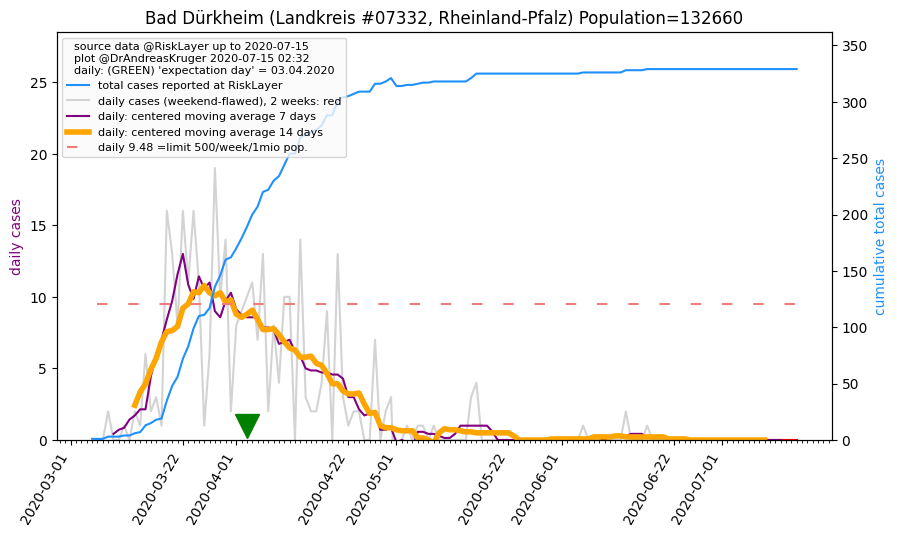 Bad Dürkheim (Landkreis #07332, Rheinland-Pfalz) Population=132660
source data @RiskLayer up to 2020-07-15
plot @DrAndreasKruger 2020-07-15 02:32
daily: (GREEN) 'expectation day' = 03.04.2020
total cases reported at RiskLayer
daily cases (weekend-flawed), 2 weeks: red
daily: centered moving average 7 days
daily: centered moving average 14 days
daily 9.48 =limit 500/week/1mio pop.
daily cases
25
20
15
10
5
0
350
300
250
200
150
100
50
0
cumulative total cases
2020-03-01
2020-03-22
2020-04-01
2020-04-22
2020-05-01
2020-05-22
2020-06-01
2020-06-22
2020-07-01